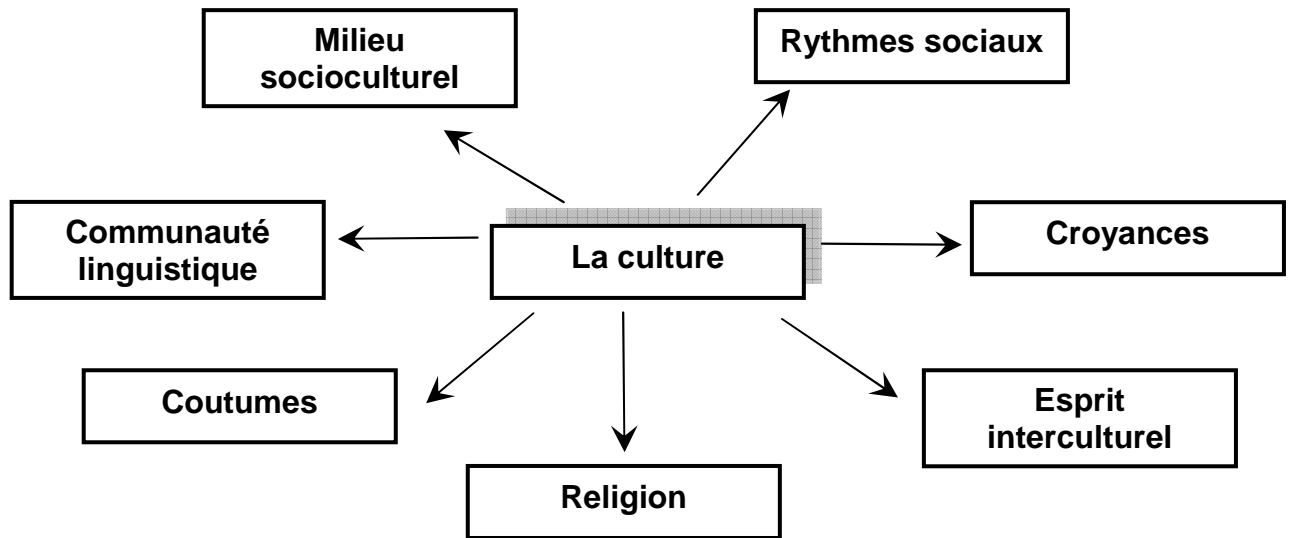 Milieu
socioculturel
Rythmes sociaux
Communauté
linguistique
La culture
Croyances
Coutumes
Esprit
interculturel
Religion